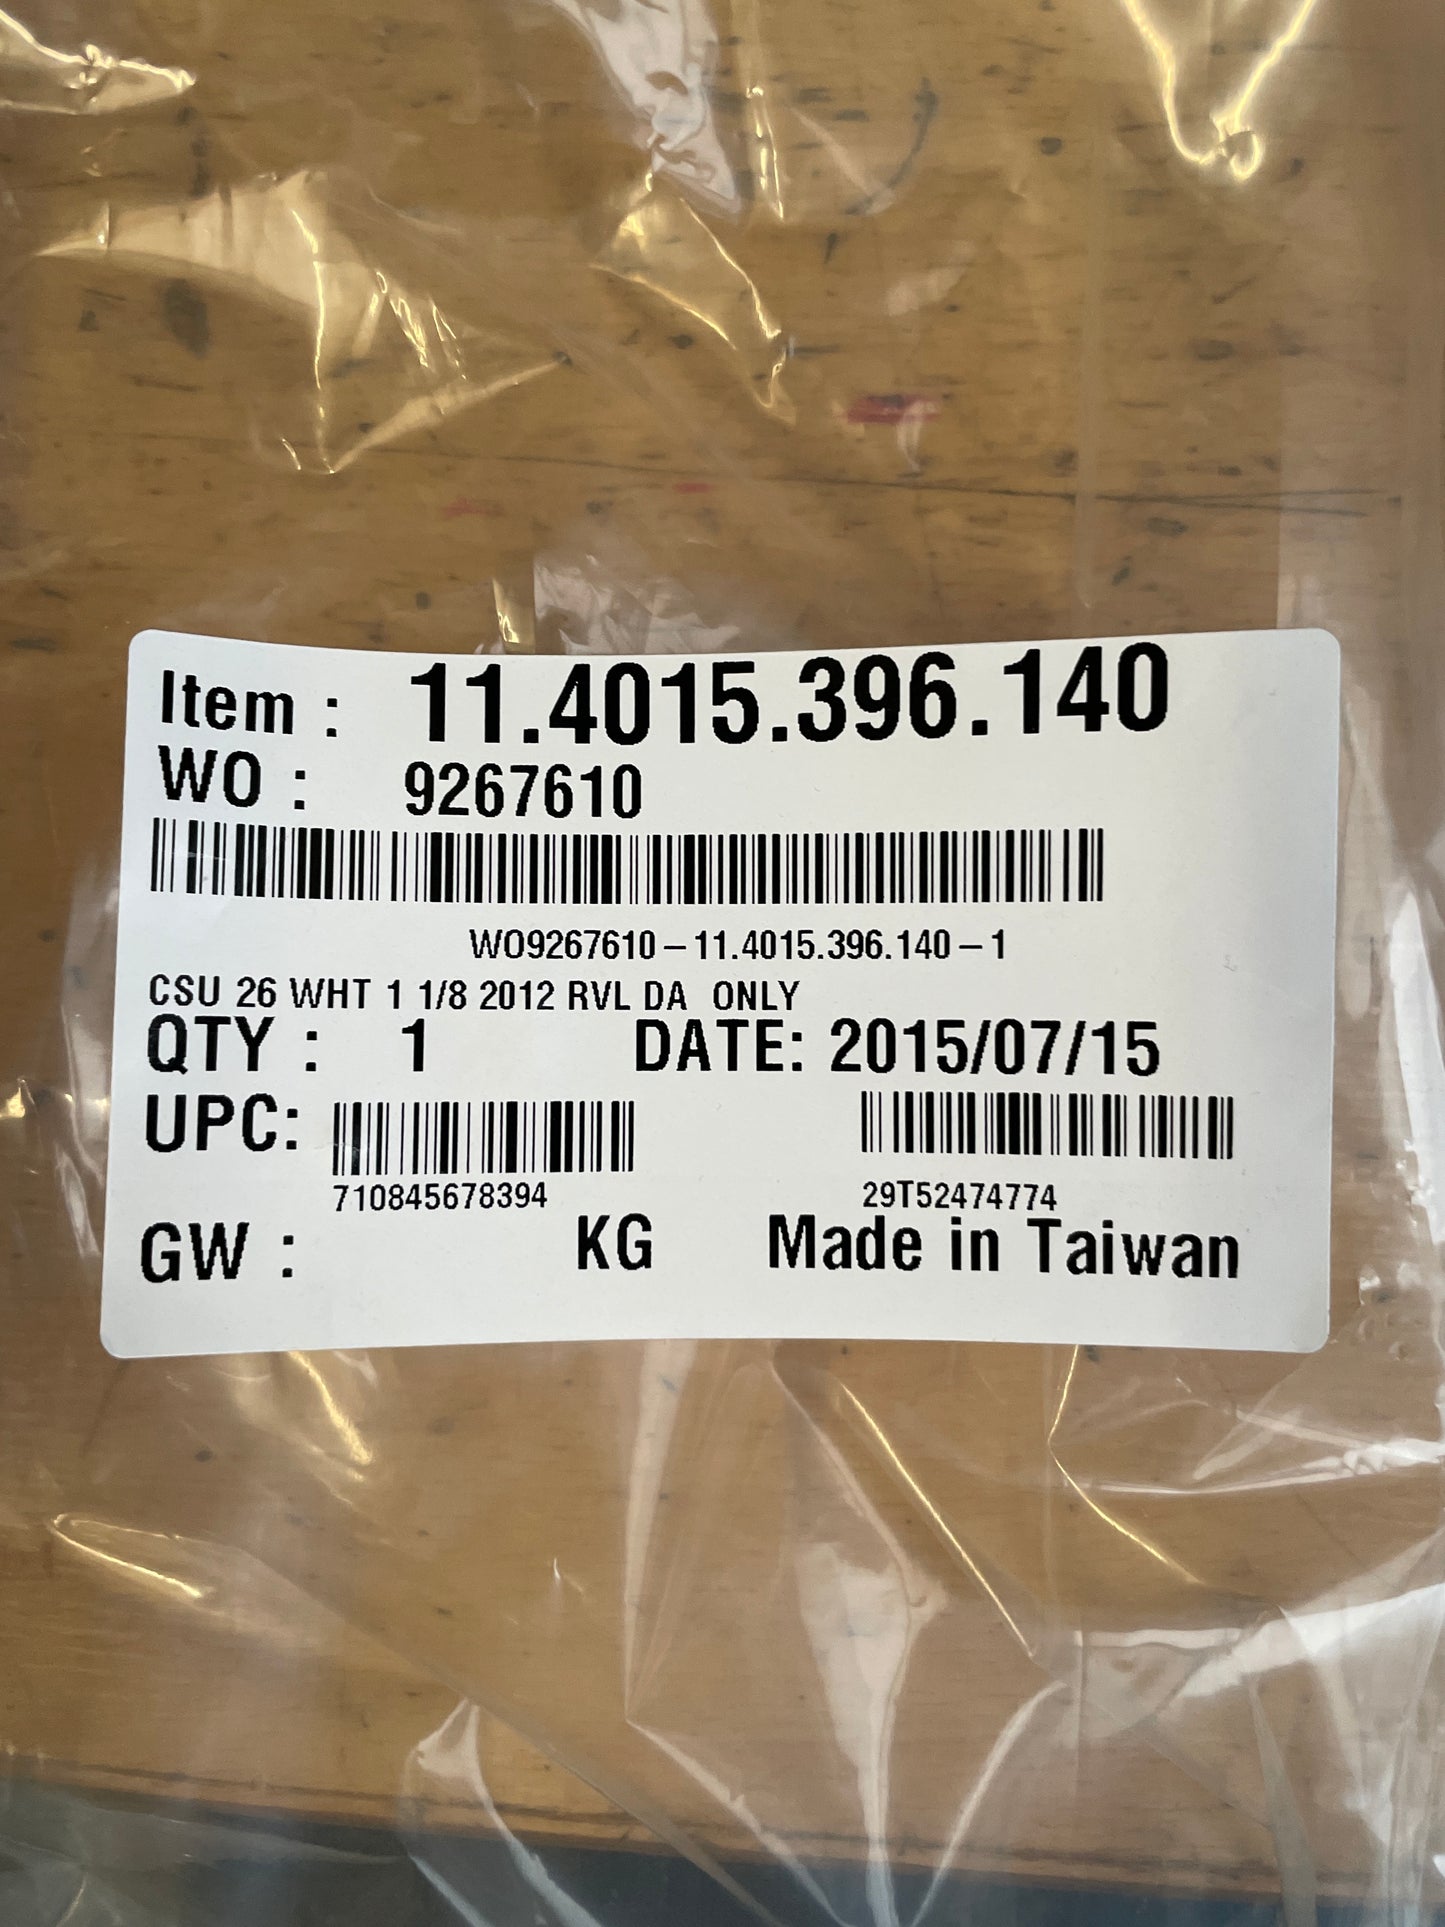 Item : 11.4015.396.140
WO : 9267610
WO9267610-11.4015.396.140-1
CSU 26 WHT 1 1/8 2012 RVL DA ONLY
QTY : 1 DATE: 2015/07/15
UPC:
710845678394 29T52474774
GW : KG Made in Taiwan